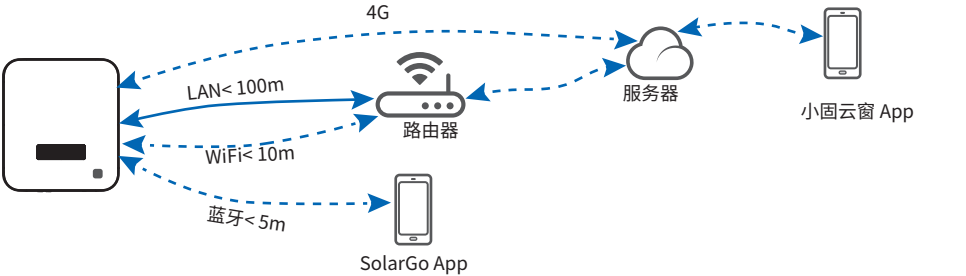 4G
LAN< 100m
服务器
小固云窗 App
路由器
WiFi< 10m
蓝牙< 5m
SolarGo App